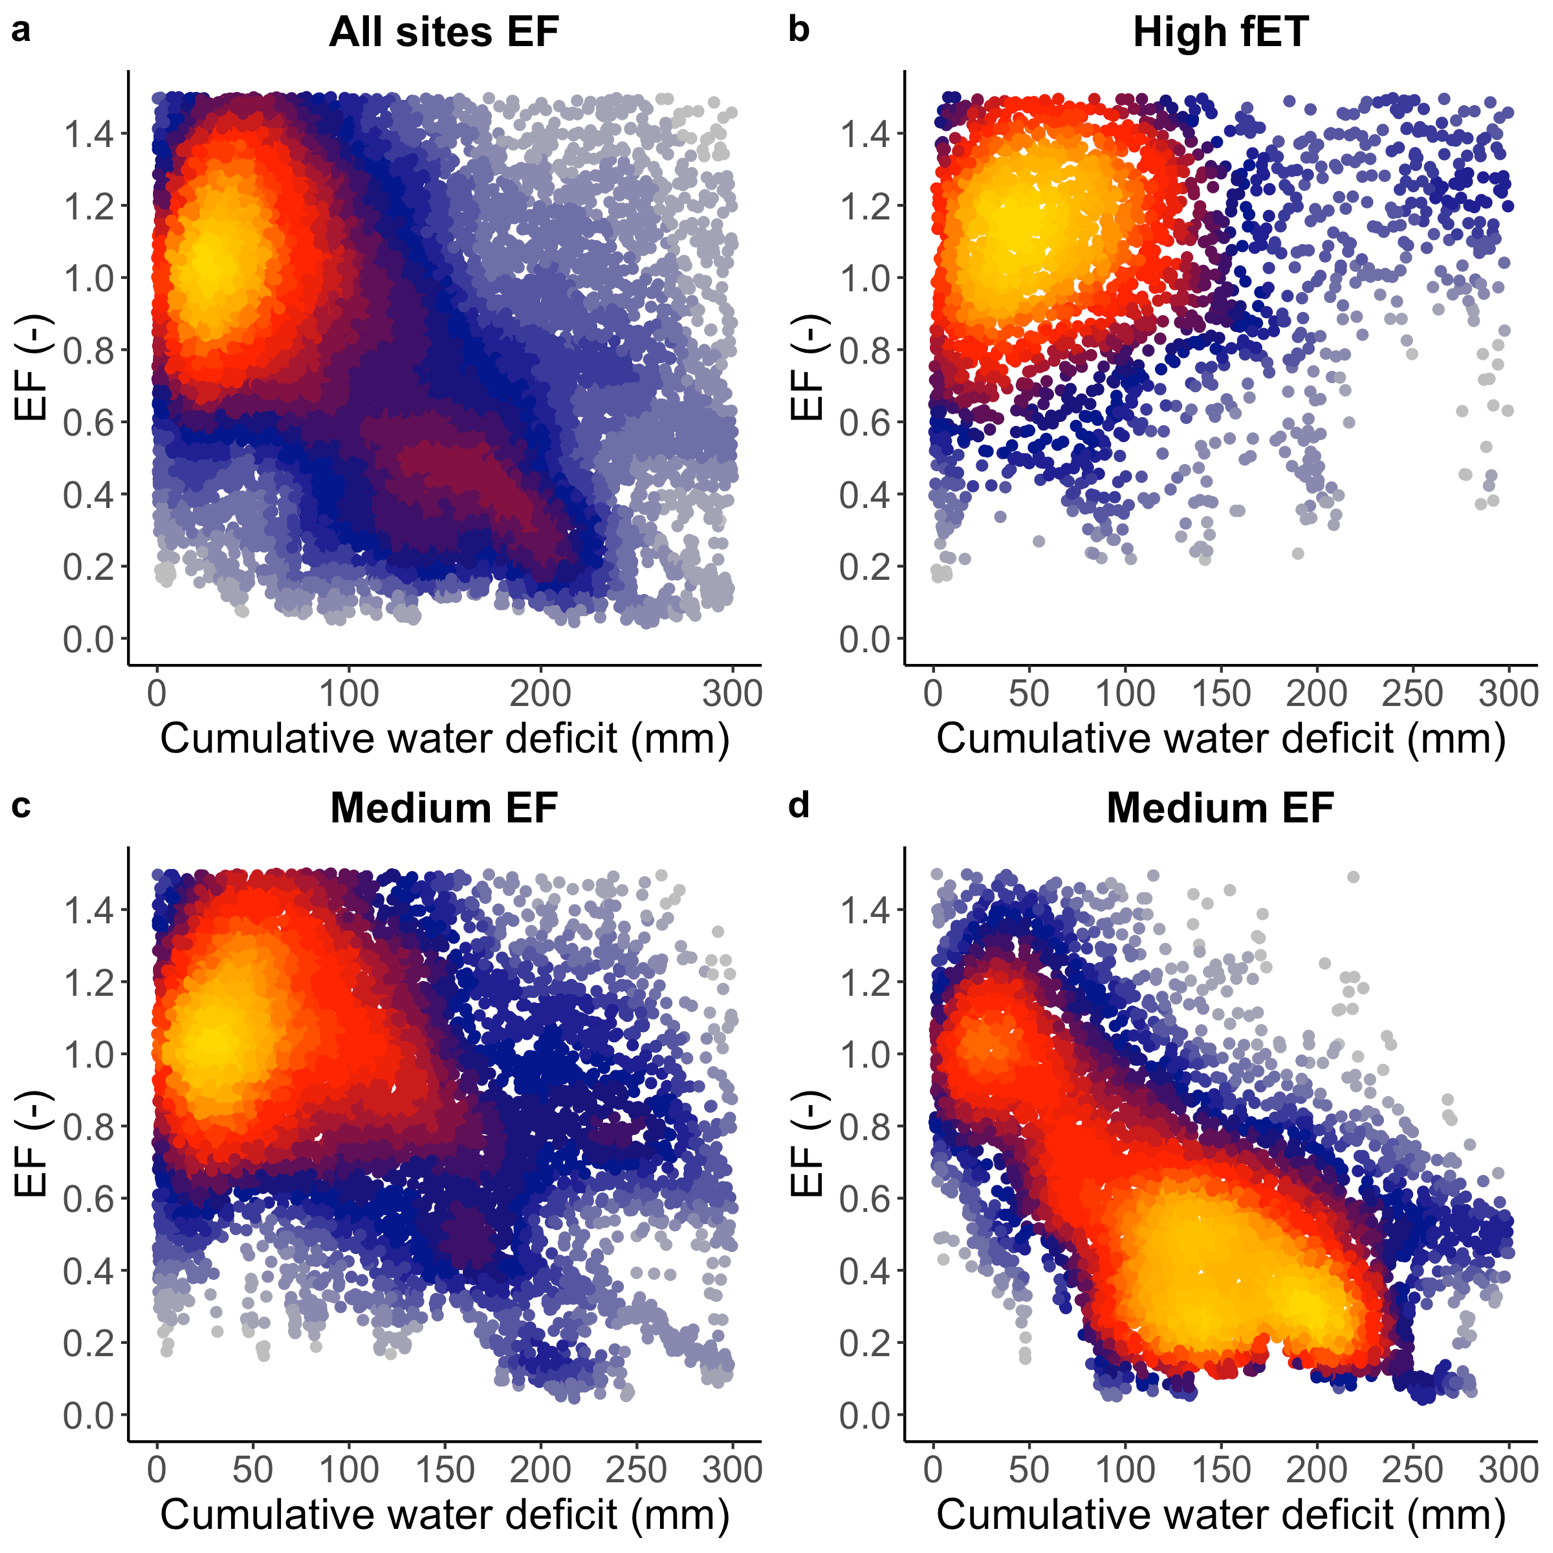 a
All sites EF
EF (-)
1.4
1.2
1.0
0.8
0.6
0.4
0.2
0.0
0 100 200 300
Cumulative water deficit (mm)
b
High fET
EF (-)
1.4
1.2
1.0
0.8
0.6
0.4
0.2
0.0
0 50 100 150 200 250 300
Cumulative water deficit (mm)
c
Medium EF
EF (-)
1.4
1.2
1.0
0.8
0.6
0.4
0.2
0.0
0 50 100 150 200 250 300
Cumulative water deficit (mm)
d
Medium EF
EF (-)
1.4
1.2
1.0
0.8
0.6
0.4
0.2
0.0
0 50 100 150 200 250 300
Cumulative water deficit (mm)